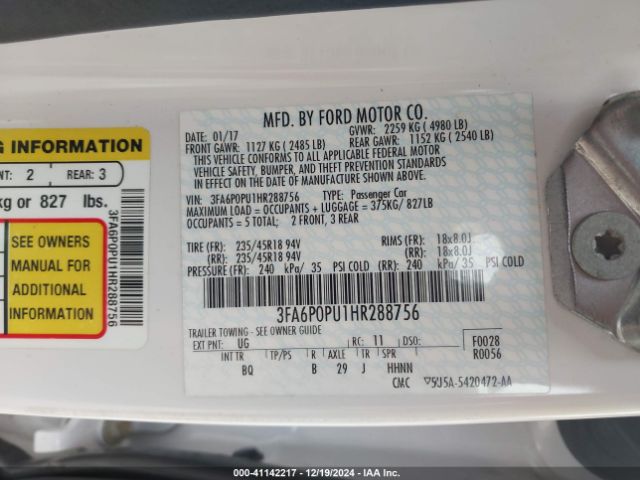 G INFORMATION
NT: 2 REAR: 3
kg or 827 lbs.
SEE OWNERS
MANUAL FOR
ADDITIONAL
INFORMATION
3FA6P0PU1HR288756
MFD. BY FORD MOTOR CO.
01/17 GVWR: 2259 KG ( 4980 LB)
FRONT GAWR: 1127 KG ( 2485 LB) REAR GAWR: 1152 KG ( 2540 LB)
THIS VEHICLE CONFORMS TO ALL APPLICABLE FEDERAL MOTOR
VEHICLE SAFETY, BUMPER, AND THEFT PREVENTION STANDARDS
IN EFFECT ON THE DATE OF MANUFACTURE SHOWN ABOVE.
VIN: 3FA6P0PU1HR288756 TYPE: Passenger Car
MAXIMUM LOAD = OCCUPANTS + LUGGAGE = 375KG/ 827LB
OCCUPANTS = 5 TOTAL: 2 FRONT, 3 REAR
TIRE (FR): 235/45R18 94V RIMS (FR): 18x8.0J
(RR): 235/45R18 94V (RR): 18x8.0J
PRESSURE (FR): 240 kPa/ 35 PSI COLD (RR): 240 kPa/ 35 PSI COLD
3FA6P0PU1HR288756
TRAILER TOWING - SEE OWNER GUIDE
EXT PNT: UG RC: 11 DSO: F0028
R0056
INT TR TP/PS R AXLE TR SPR
BQ B 29 J HHNN
CMC 5U5A-5420472-AA
000-41142217 - 12/19/2024 - IAAI.com